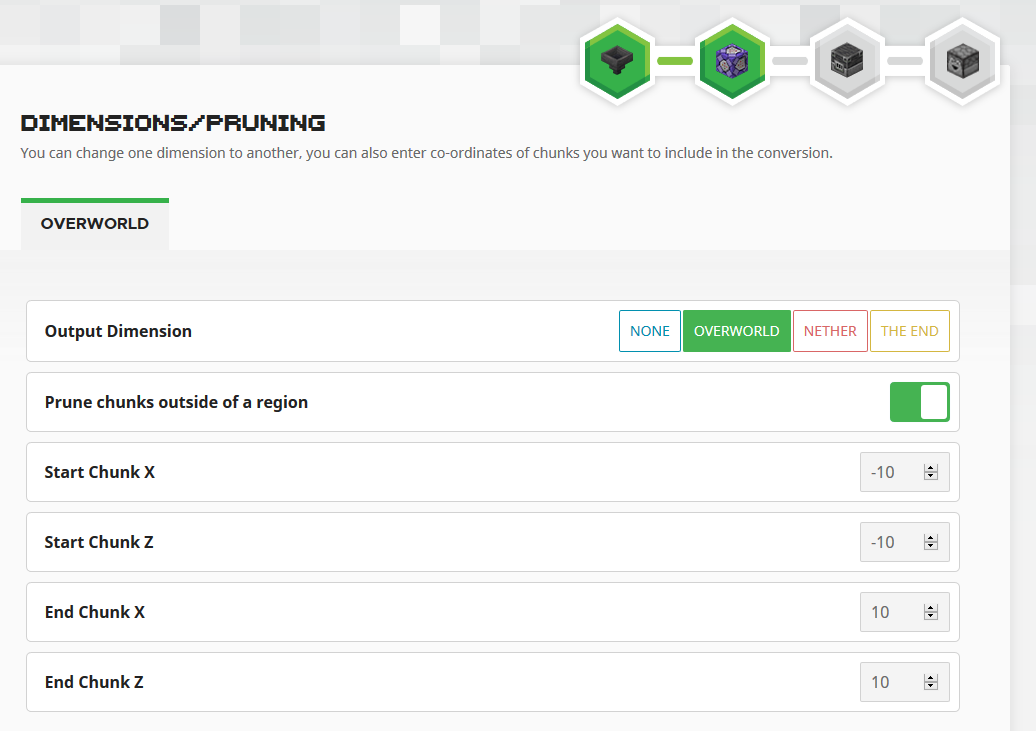 DIMENSIONS/PRUNING
You can change one dimension to another, you can also enter co-ordinates of chunks you want to include in the conversion.
OVERWORLD
Output Dimension NONE OVERWORLD NETHER THE END
Prune chunks outside of a region
Start Chunk X -10
Start Chunk Z -10
End Chunk X 10
End Chunk Z 10